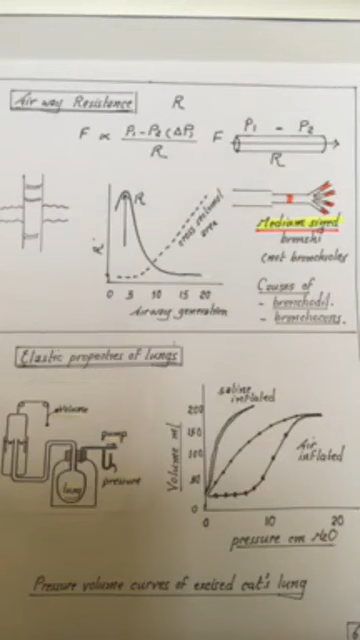 Air way Resistance R
F ∝ P1-P2 (ΔP)
R
F P1 - P2
R
R
cross sectional
area
R
0 5 10 15 20
Airway generation
Medium sized
bronchi
(not bronchioles
Causes of
- bronchodil.
- bronchocons.
Elastic properties of lungs
volume
pump
pressure
lung
saline
inflated
Air
inflated
Volume ml
200
150
100
50
0
0 10 20
pressure cm H2O
Pressure volume curves of excised cat's lung